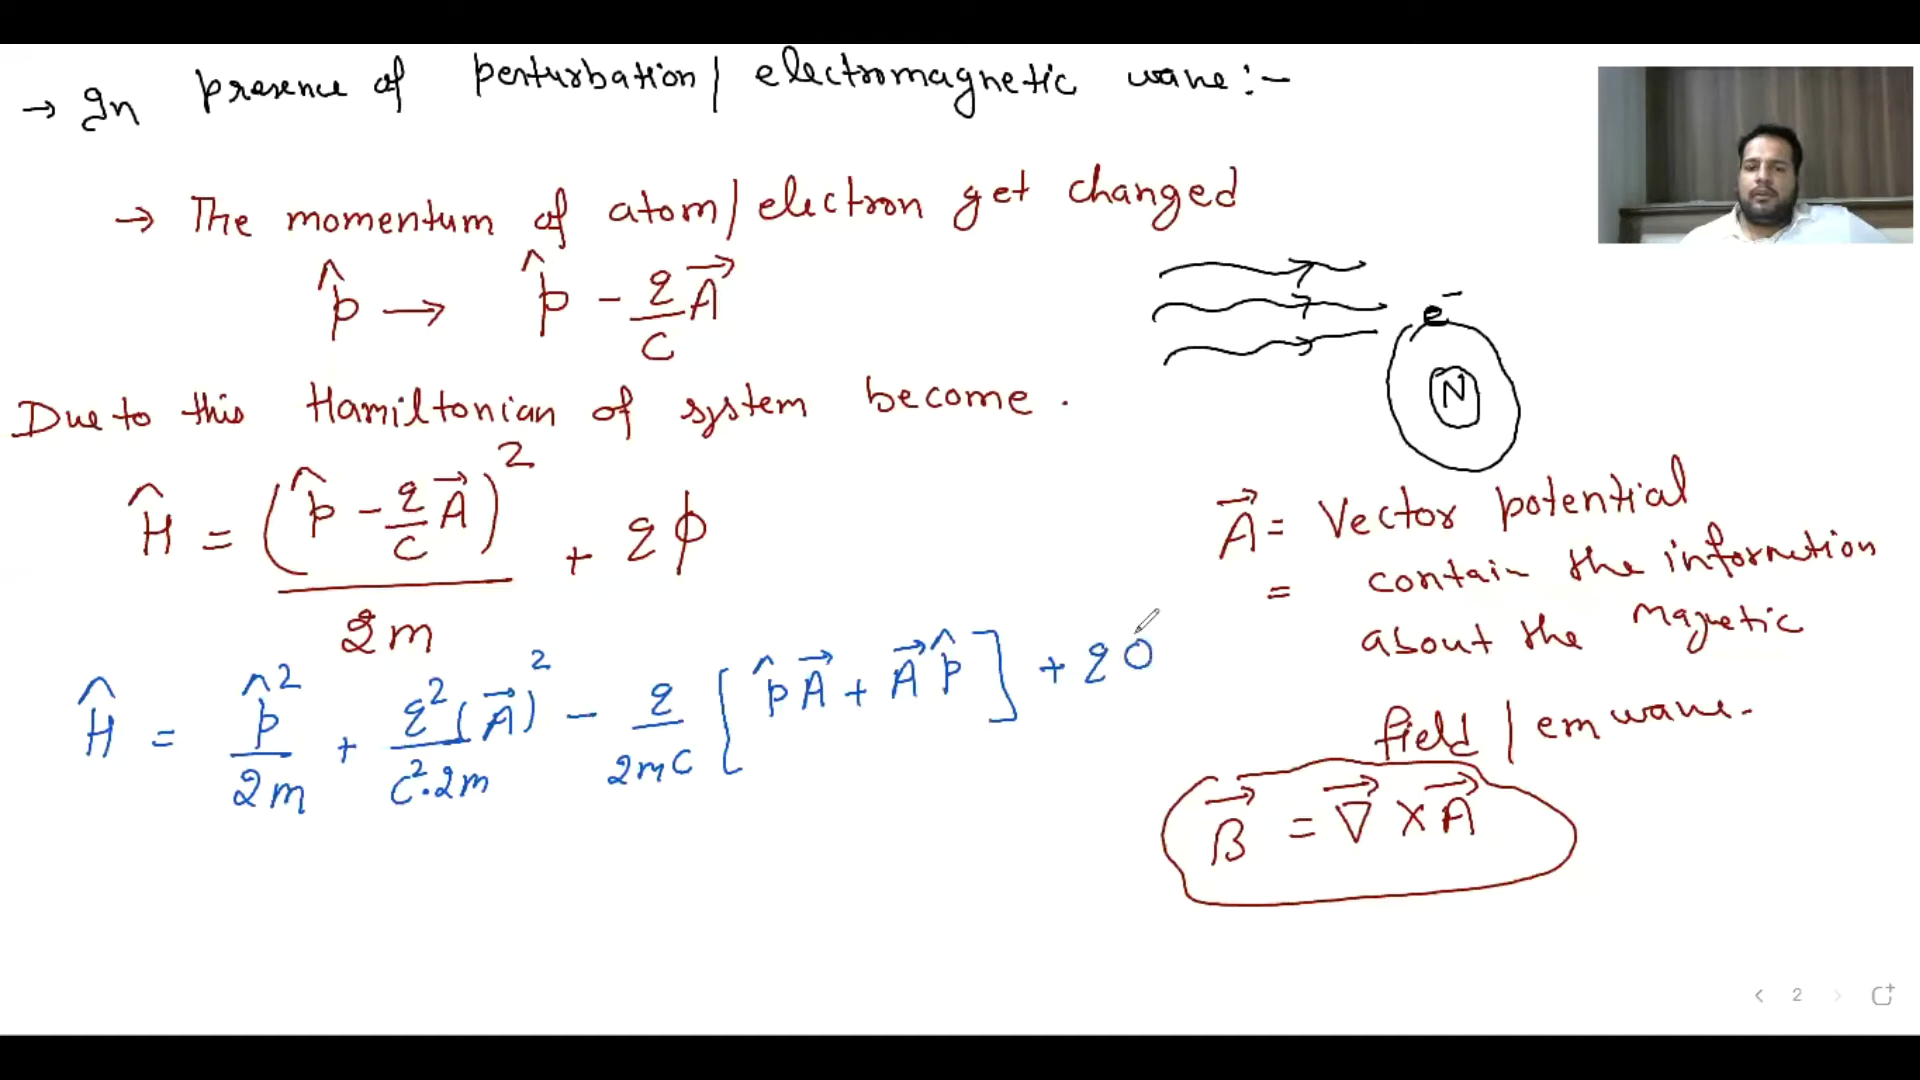 → In presence of perturbation/ electromagnetic wave:-
→ The momentum of atom/electron get changed
p̂ → p̂ - q/c A⃗
Due to this Hamiltonian of system become.
Ĥ = (p̂ - q/c A⃗)² / 2m + qϕ
Ĥ = p̂²/2m + q²(A⃗)²/c².2m - q/2mc [p̂A⃗ + A⃗p̂] + q0
e⁻
N
A⃗ = Vector potential
= contain the information
about the magnetic
field / em wave.
B⃗ = ∇⃗ × A⃗
< 2 >